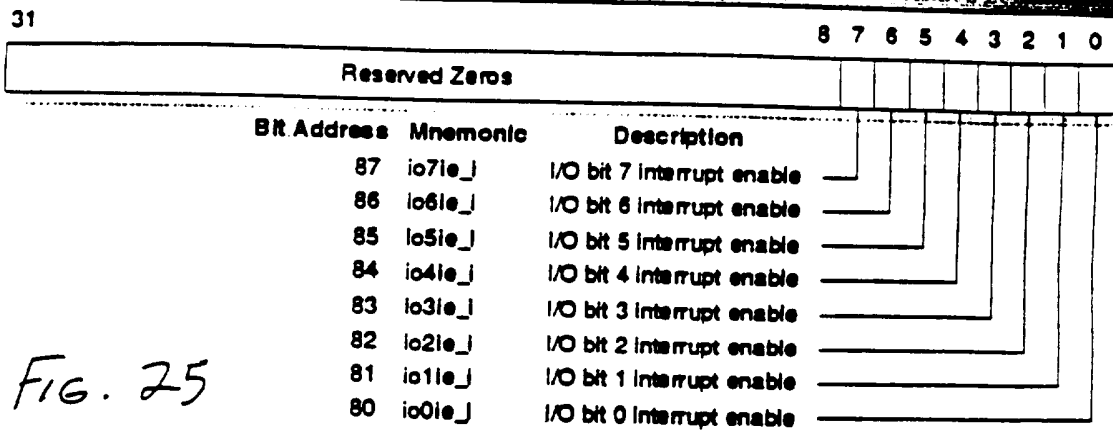 31 8 7 6 5 4 3 2 1 0
Reserved Zeros
Bit Address Mnemonic Description
87 io7ie_i I/O bit 7 interrupt enable
86 io6ie_i I/O bit 6 interrupt enable
85 io5ie_i I/O bit 5 interrupt enable
84 io4ie_i I/O bit 4 interrupt enable
83 io3ie_i I/O bit 3 interrupt enable
82 io2ie_i I/O bit 2 interrupt enable
81 io1ie_i I/O bit 1 interrupt enable
80 io0ie_i I/O bit 0 interrupt enable
FIG. 25